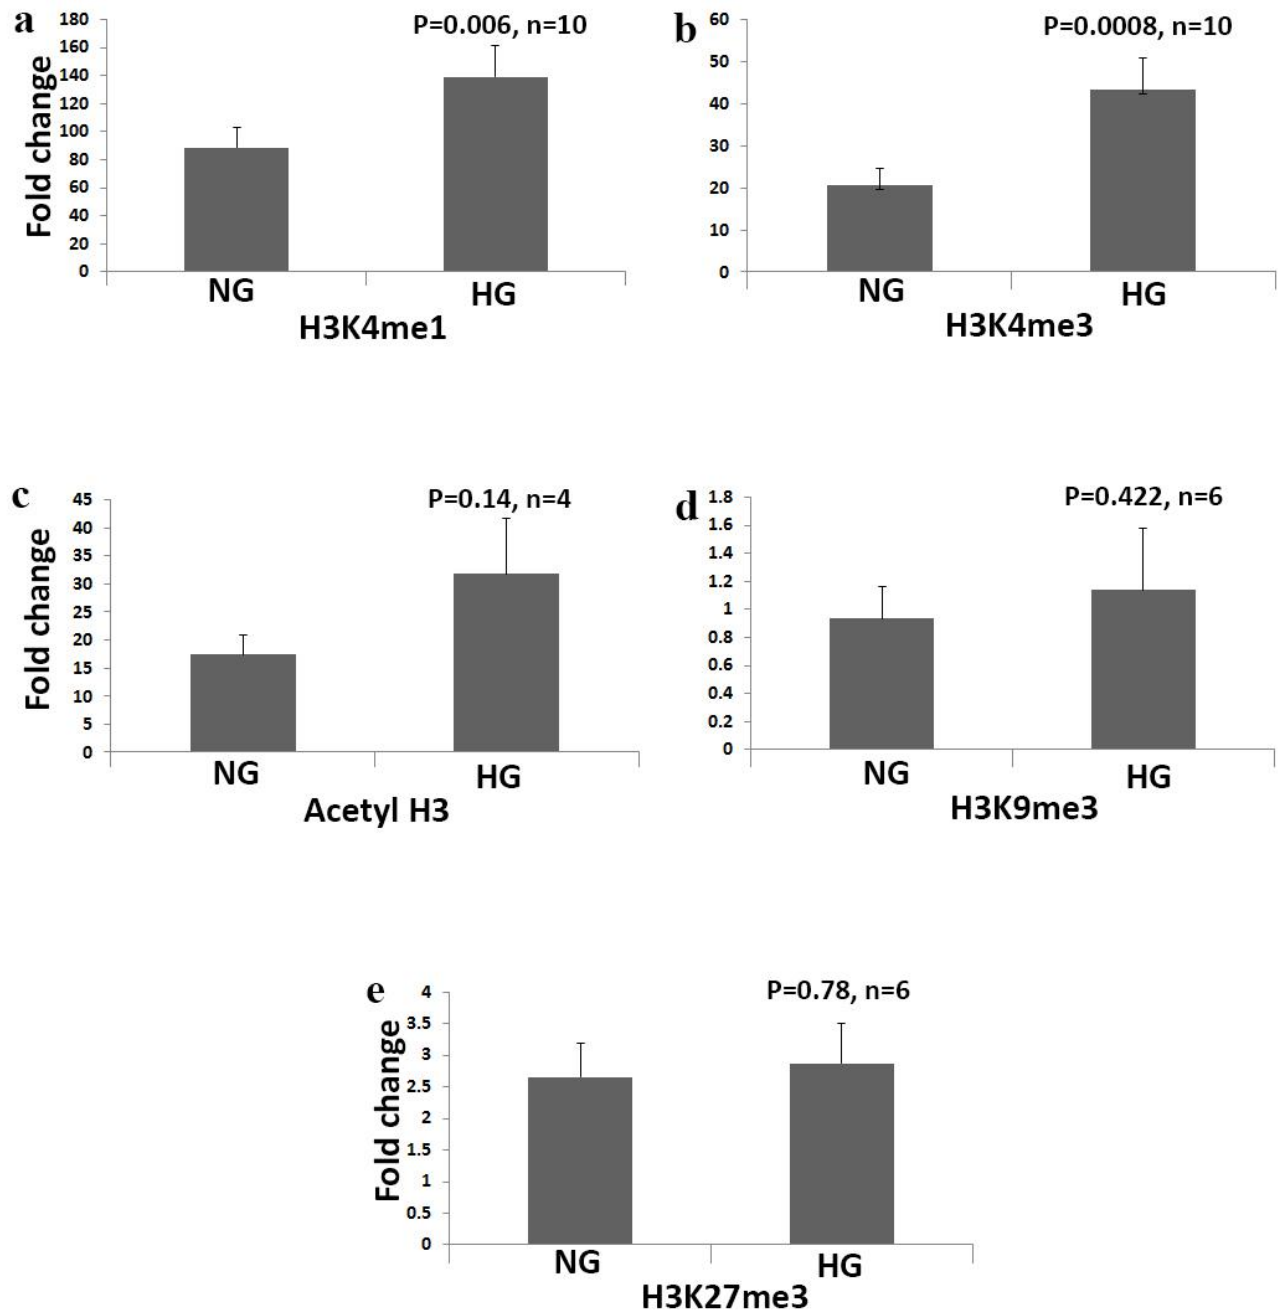 a
P=0.006, n=10
Fold change
180
160
140
120
100
80
60
40
20
0
NG
HG
H3K4me1
b
P=0.0008, n=10
60
50
40
30
20
10
0
NG
HG
H3K4me3
c
P=0.14, n=4
Fold change
45
40
35
30
25
20
15
10
5
0
NG
HG
Acetyl H3
d
P=0.422, n=6
1.8
1.6
1.4
1.2
1
0.8
0.6
0.4
0.2
0
NG
HG
H3K9me3
e
P=0.78, n=6
Fold change
4
3.5
3
2.5
2
1.5
1
0.5
0
NG
HG
H3K27me3